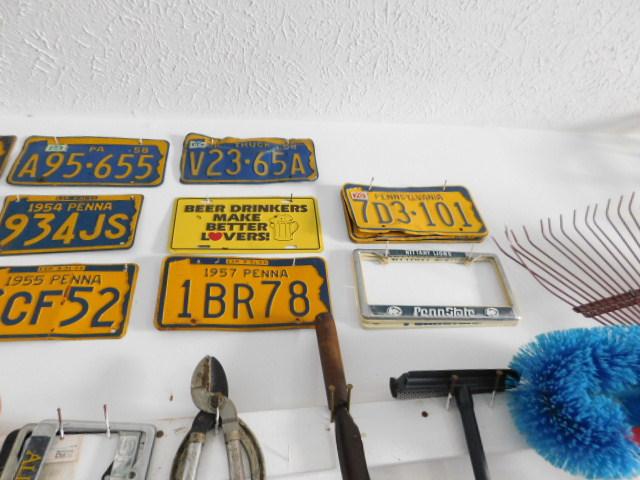 PA 58
A95·655
TRUCK
V23·65A
PENNSYLVANIA
7D3·101
1954 PENNA
934JS
BEER DRINKERS
MAKE
BETTER
LOVERS!
NITTANY LIONS
Penn State
1955 PENNA
CF52
1957 PENNA
1BR78